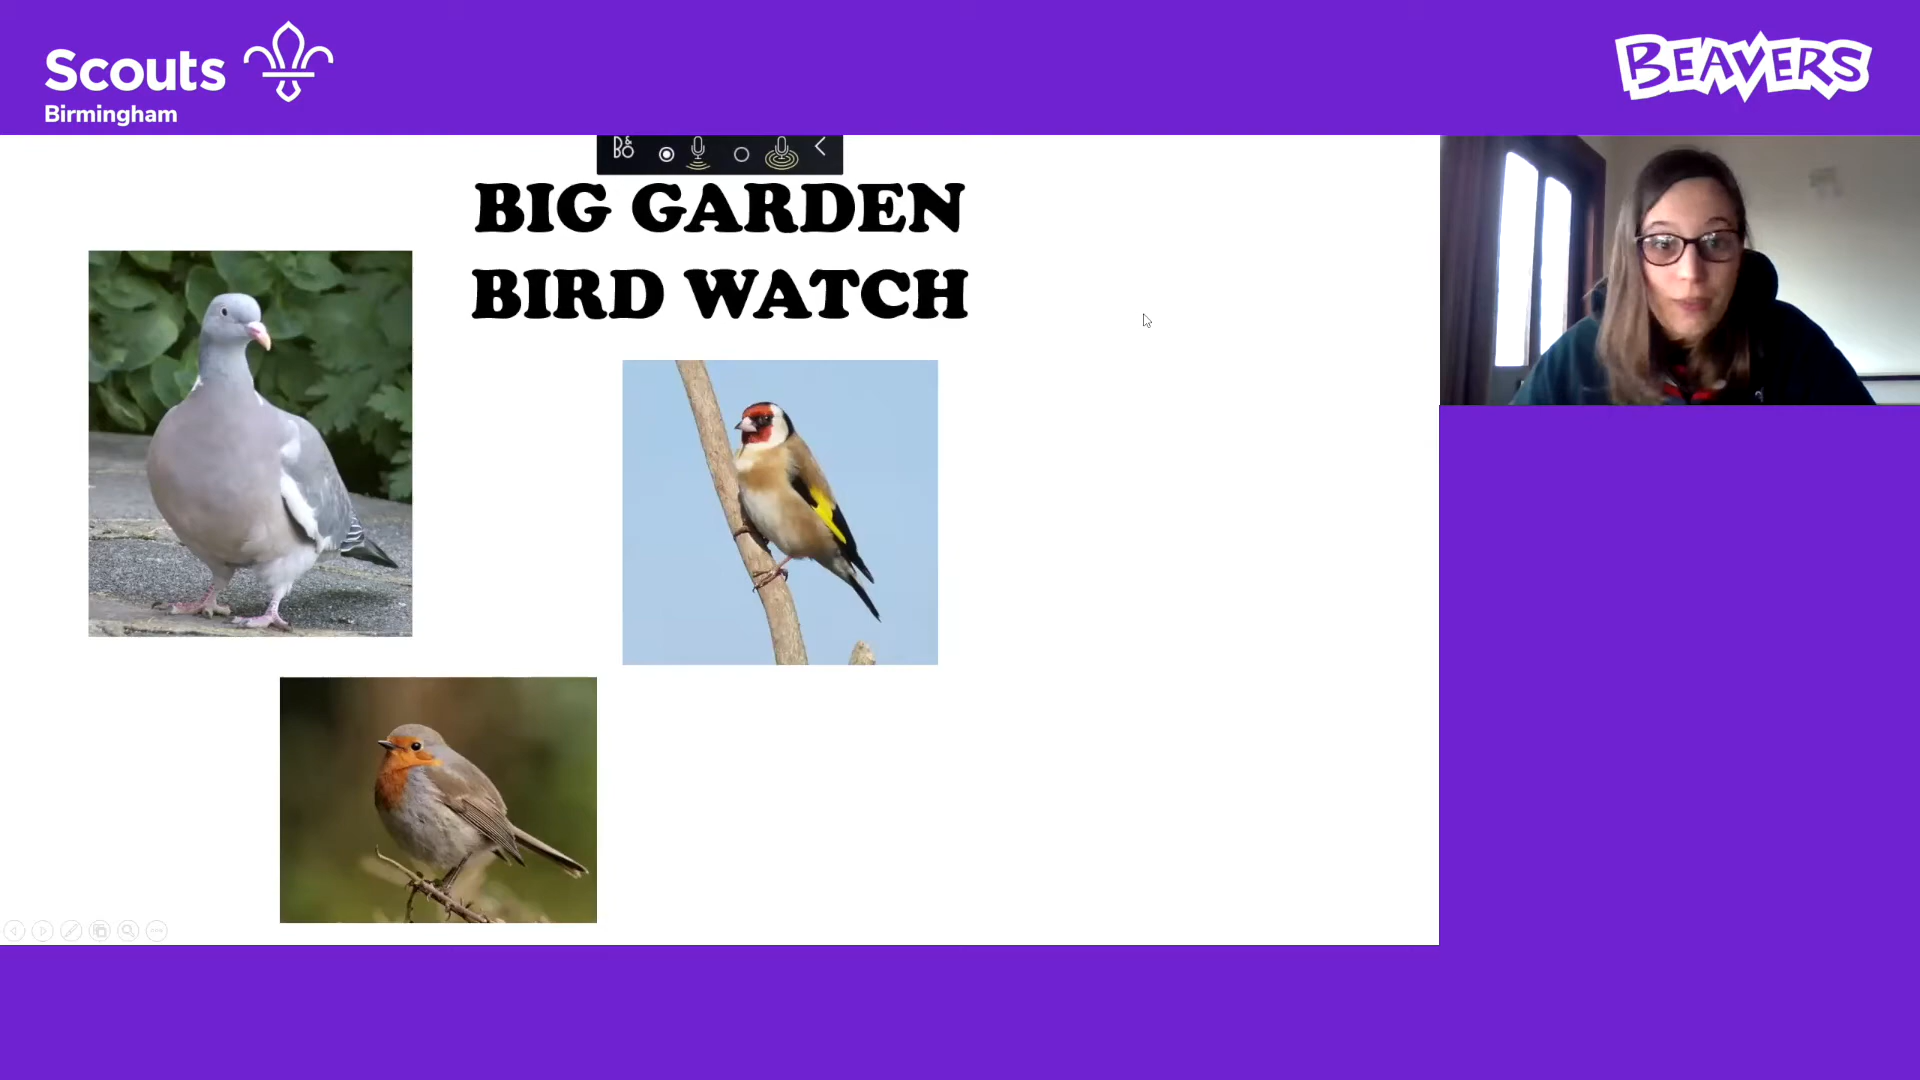 Scouts
Birmingham
BEAVERS
B&O
BIG GARDEN
BIRD WATCH